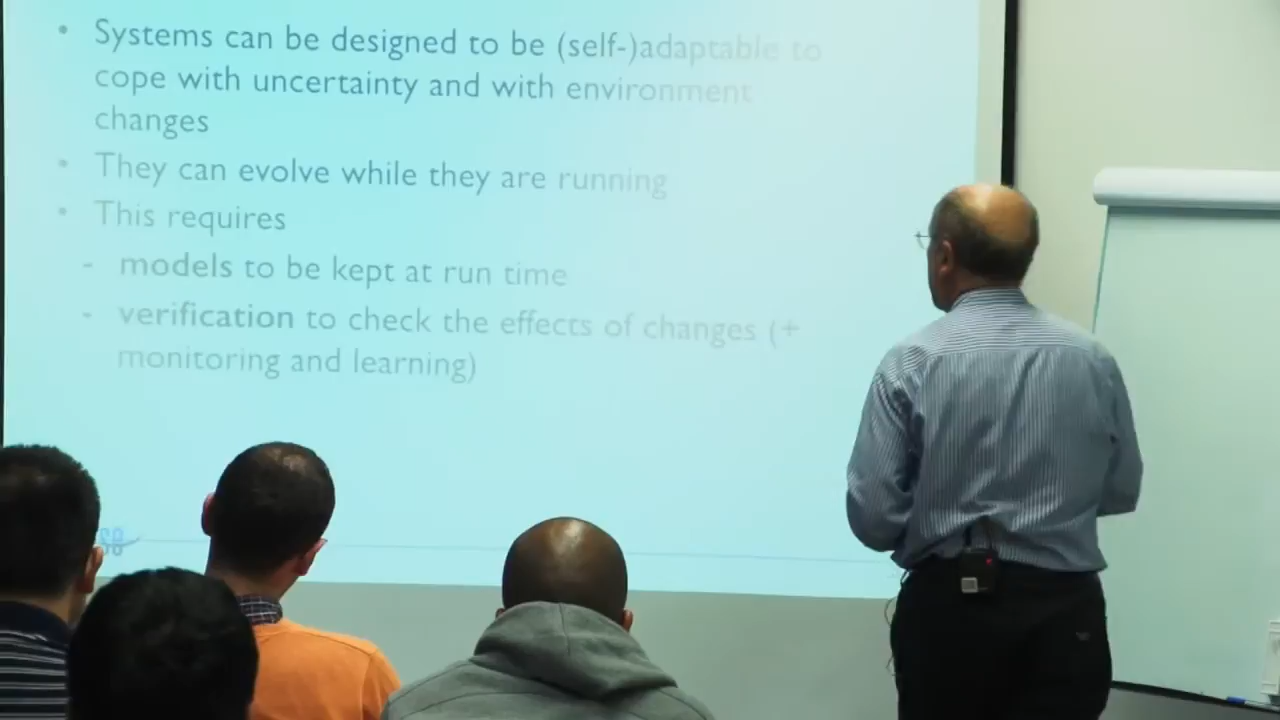 • Systems can be designed to be (self-)adaptable to
cope with uncertainty and with environment
changes
• They can evolve while they are running
• This requires
- models to be kept at run time
- verification to check the effects of changes (+
monitoring and learning)